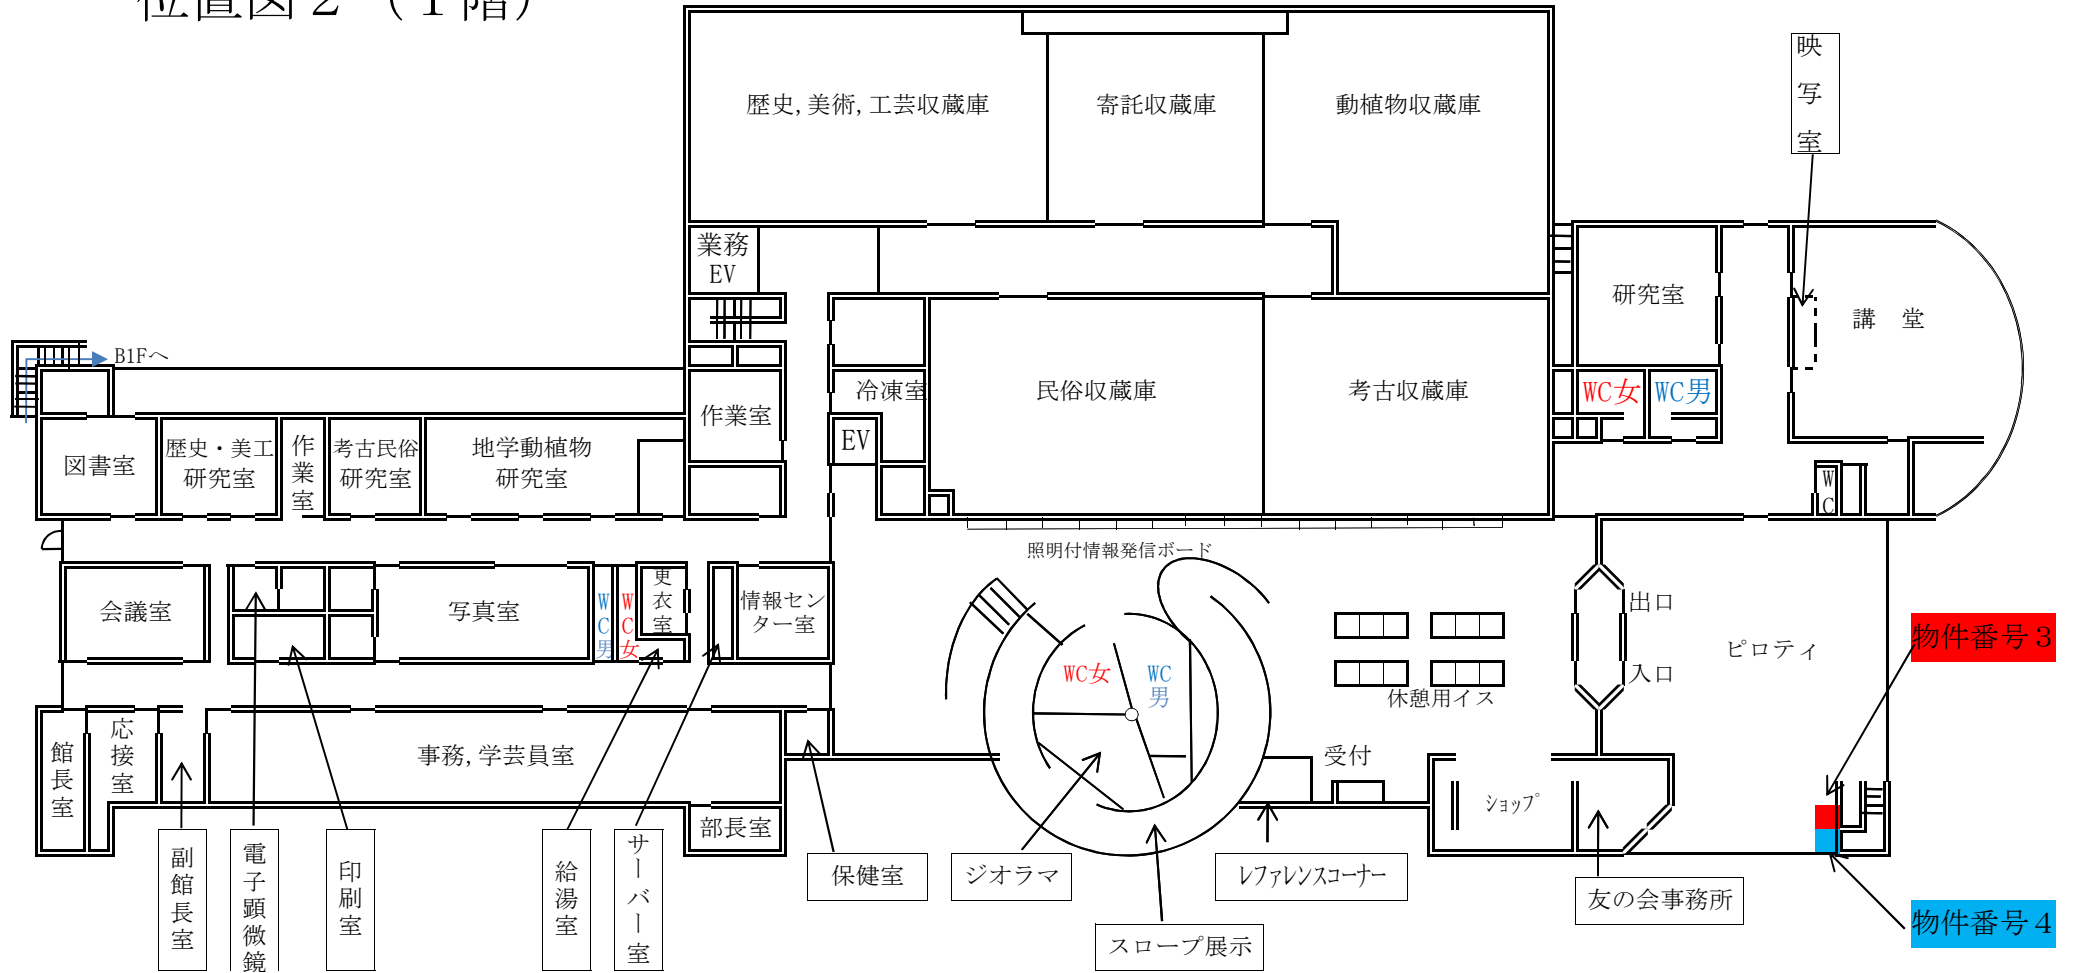 位置図２（１階）
映写室
歴史,美術,工芸収蔵庫
寄託収蔵庫
動植物収蔵庫
業務
EV
研究室
講　堂
B1Fへ
冷凍室
民俗収蔵庫
考古収蔵庫
WC女
WC男
作業室
EV
図書室
歴史・美工
研究室
作業室
考古民俗
研究室
地学動植物
研究室
WC
照明付情報発信ボード
会議室
写真室
WC男
WC女
更衣室
情報セン
ター室
出口
入口
ピロティ
物件番号３
WC女
WC
男
休憩用イス
館長室
応接室
事務,学芸員室
受付
ショップ
部長室
副館長室
電子顕微鏡
印刷室
給湯室
サーバー室
保健室
ジオラマ
レファレンスコーナー
友の会事務所
スロープ展示
物件番号４